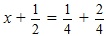 x + 1/2 = 1/4 + 2/4